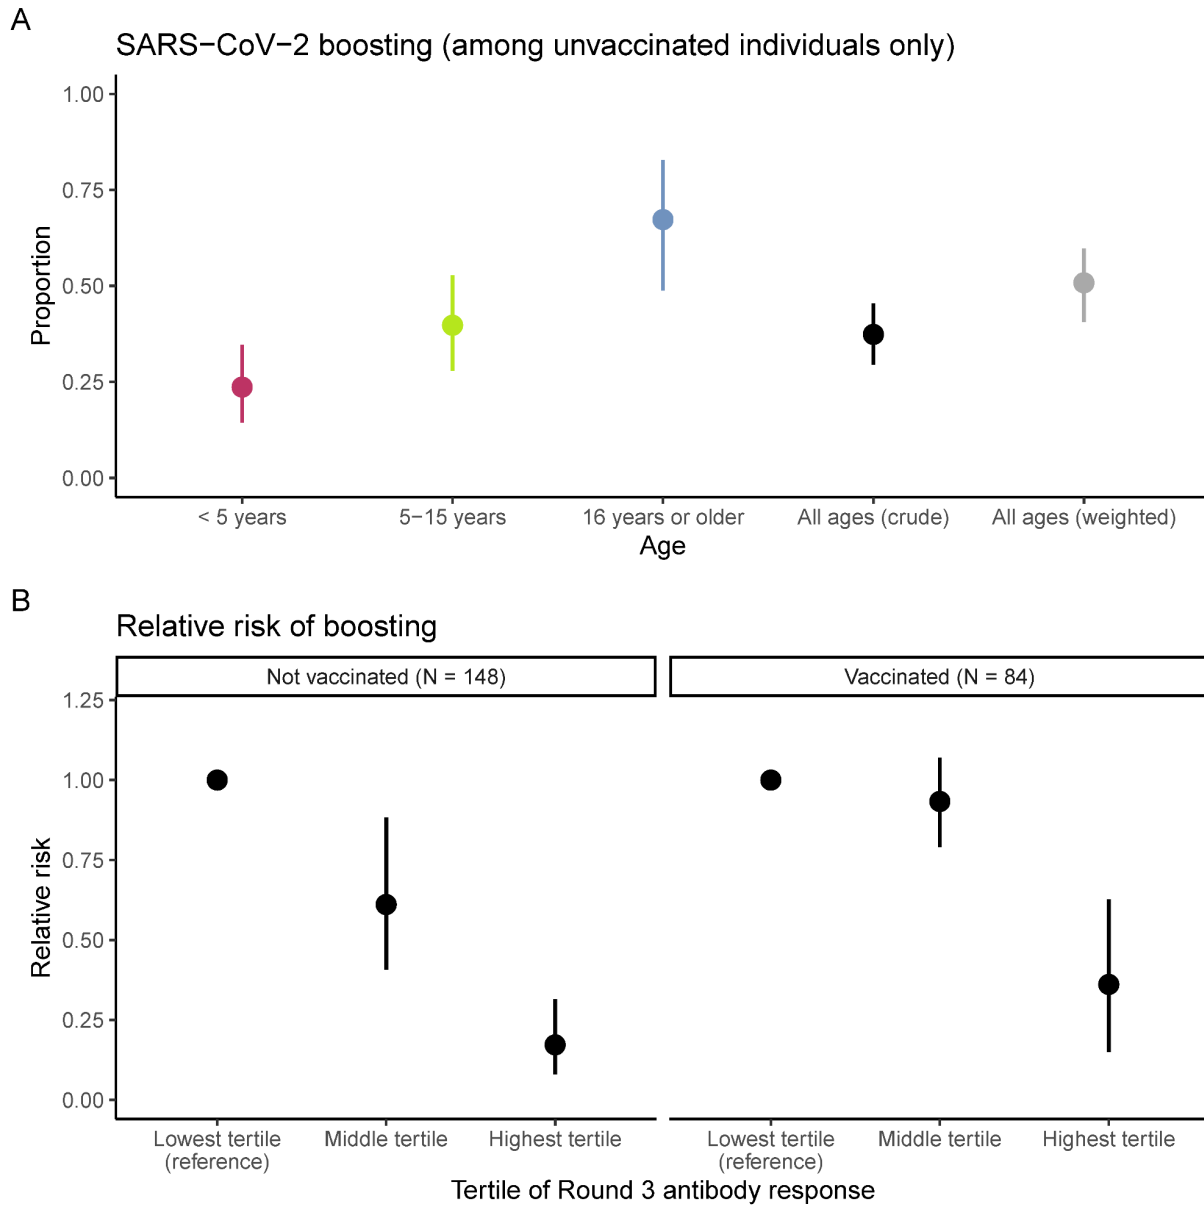 A
SARS−CoV−2 boosting (among unvaccinated individuals only)
1.00
0.75
0.50
0.25
0.00
Proportion
< 5 years
5−15 years
16 years or older
All ages (crude)
All ages (weighted)
Age
B
Relative risk of boosting
Not vaccinated (N = 148)
Vaccinated (N = 84)
1.25
1.00
0.75
0.50
0.25
0.00
Relative risk
Lowest tertile
(reference)
Middle tertile
Highest tertile
Lowest tertile
(reference)
Middle tertile
Highest tertile
Tertile of Round 3 antibody response